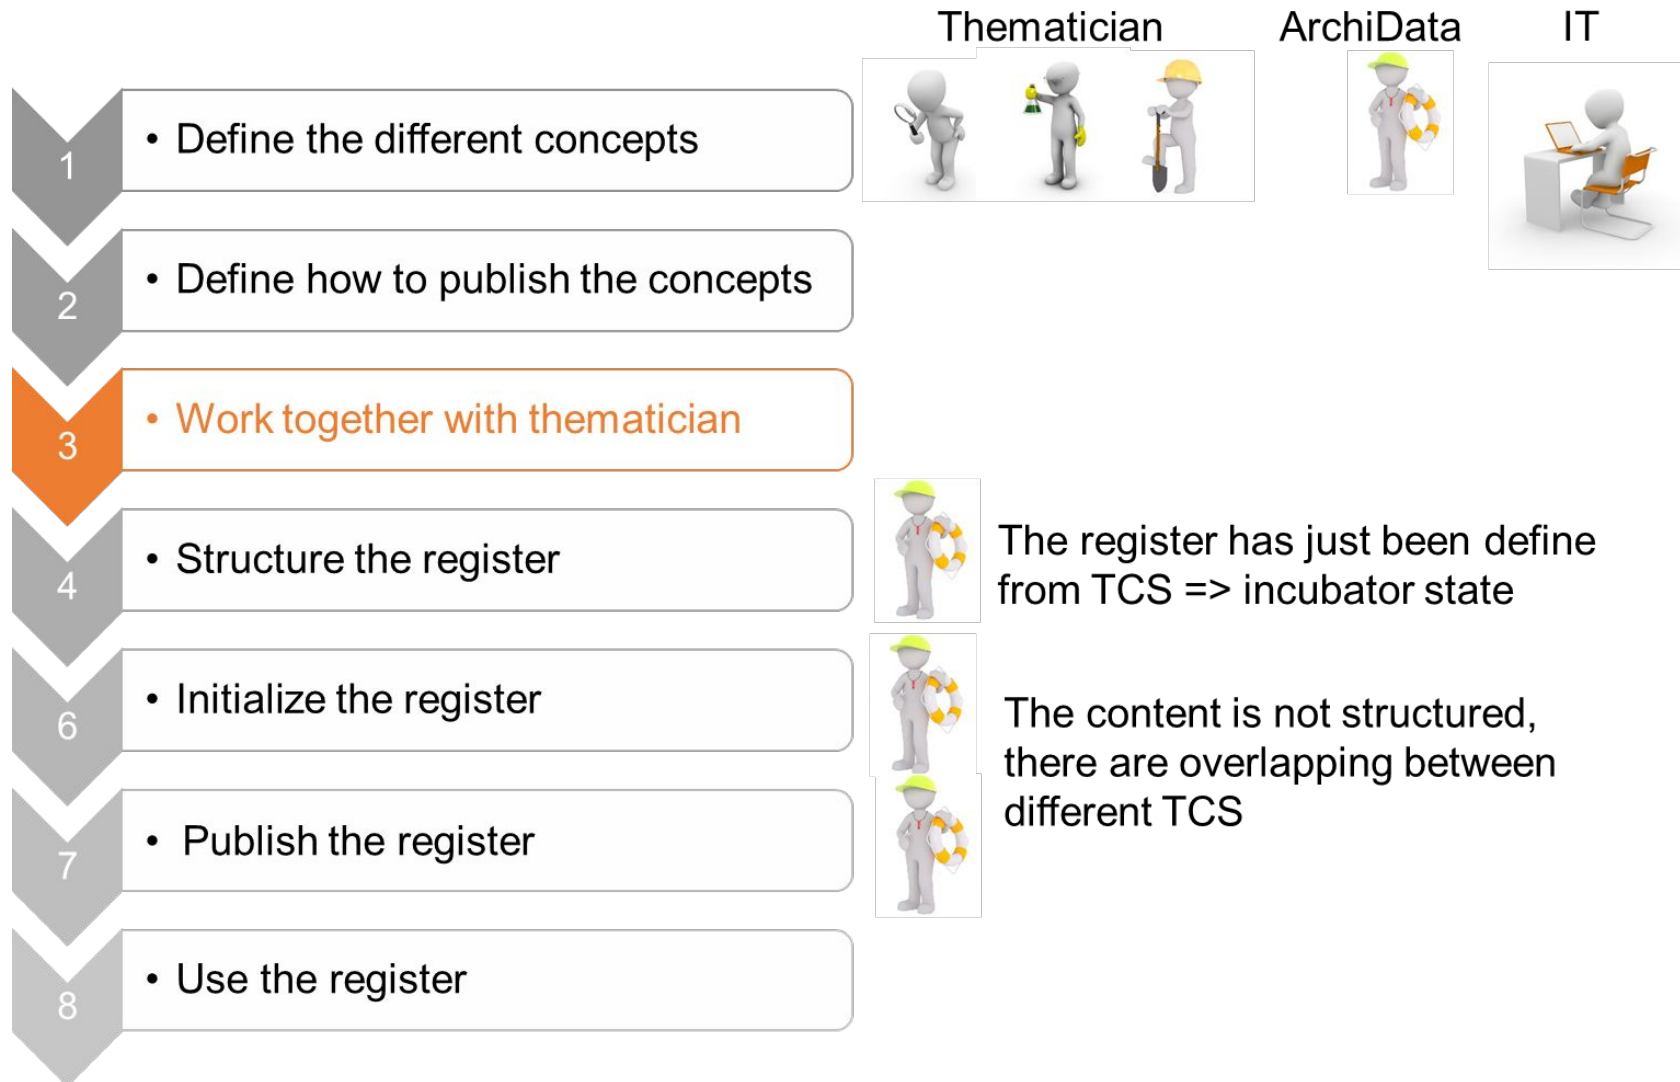 Thematician ArchiData IT
1
• Define the different concepts
2
• Define how to publish the concepts
3
• Work together with thematician
4
• Structure the register
The register has just been define
from TCS => incubator state
6
• Initialize the register
The content is not structured,
there are overlapping between
different TCS
7
• Publish the register
8
• Use the register